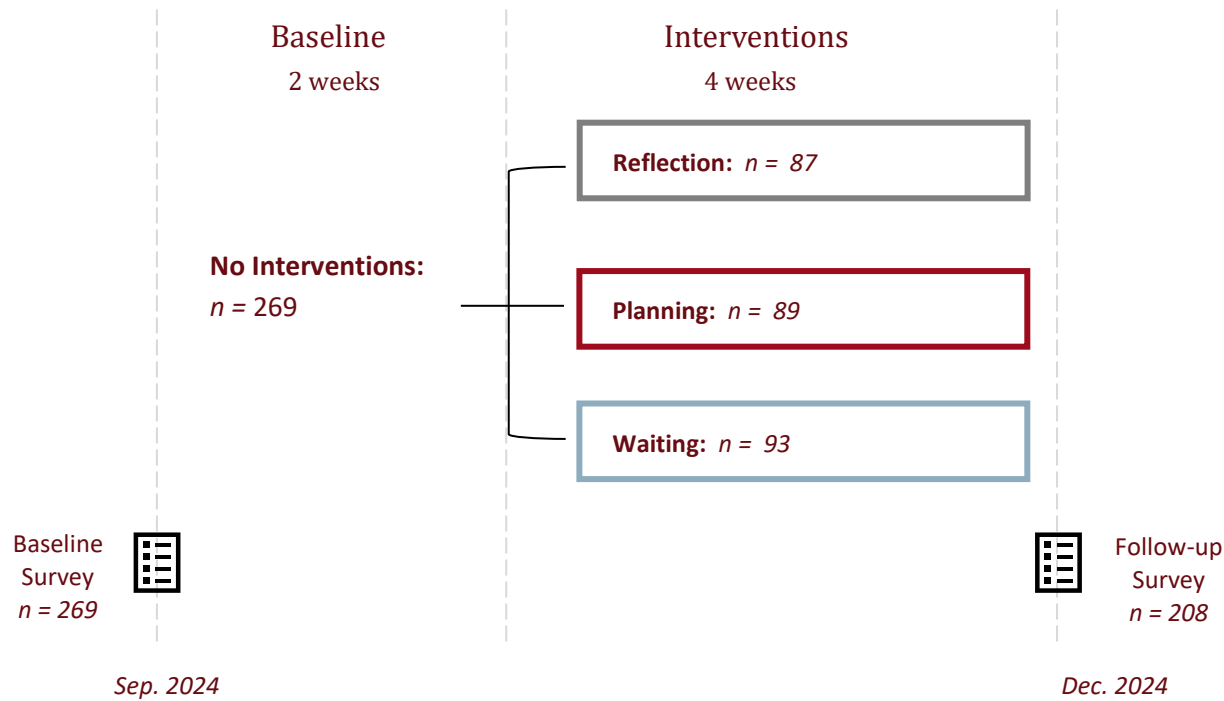 Baseline
2 weeks
Interventions
4 weeks
Reflection: n = 87
No Interventions:
n = 269
Planning: n = 89
Waiting: n = 93
Baseline
Survey
n = 269
Follow-up
Survey
n = 208
Sep. 2024
Dec. 2024